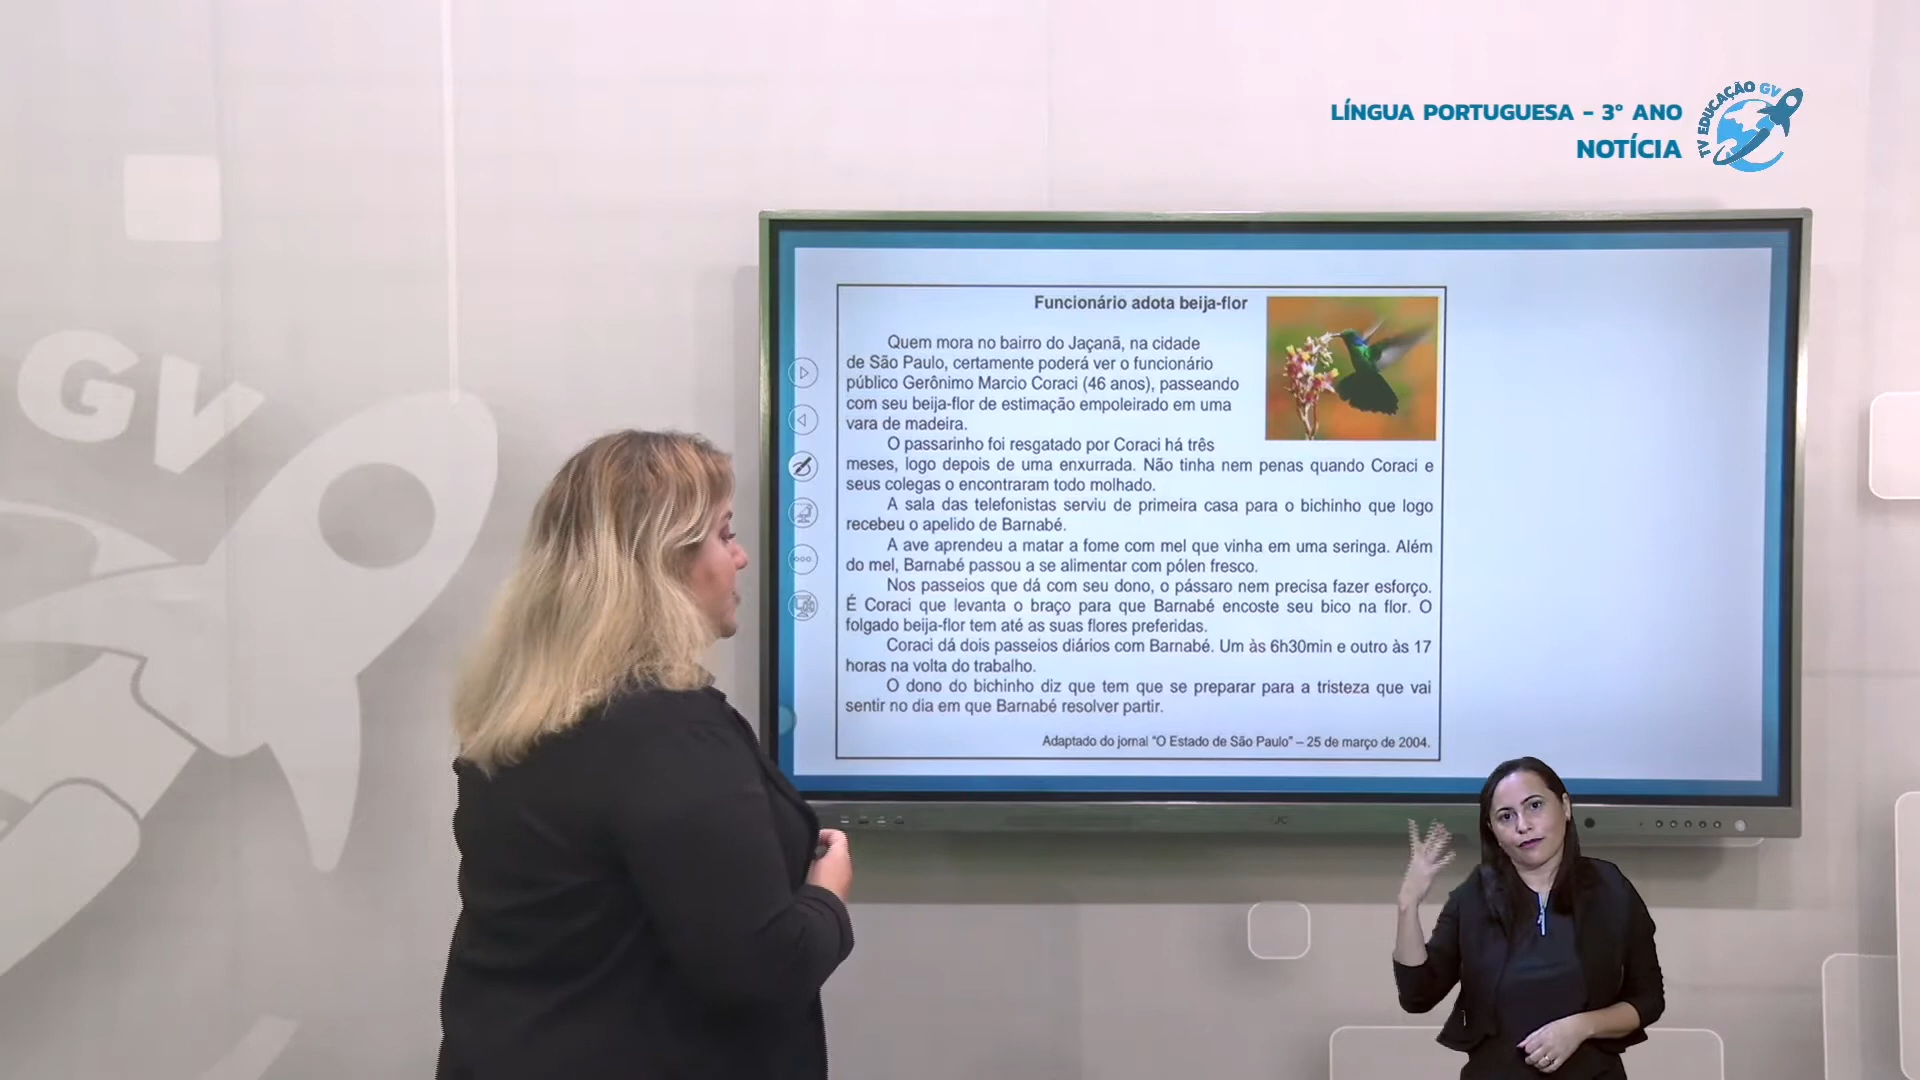 LÍNGUA PORTUGUESA - 3° ANO
NOTÍCIA
TV EDUCAÇÃO GV
GV
Funcionário adota beija-flor
Quem mora no bairro do Jaçanã, na cidade
de São Paulo, certamente poderá ver o funcionário
público Gerônimo Marcio Coraci (46 anos), passeando
com seu beija-flor de estimação empoleirado em uma
vara de madeira.
O passarinho foi resgatado por Coraci há três
meses, logo depois de uma enxurrada. Não tinha nem penas quando Coraci e
seus colegas o encontraram todo molhado.
A sala das telefonistas serviu de primeira casa para o bichinho que logo
recebeu o apelido de Barnabé.
A ave aprendeu a matar a fome com mel que vinha em uma seringa. Além
do mel, Barnabé passou a se alimentar com pólen fresco.
Nos passeios que dá com seu dono, o pássaro nem precisa fazer esforço.
É Coraci que levanta o braço para que Barnabé encoste seu bico na flor. O
folgado beija-flor tem até as suas flores preferidas.
Coraci dá dois passeios diários com Barnabé. Um às 6h30min e outro às 17
horas na volta do trabalho.
O dono do bichinho diz que tem que se preparar para a tristeza que vai
sentir no dia em que Barnabé resolver partir.
Adaptado do jornal “O Estado de São Paulo” – 25 de março de 2004.